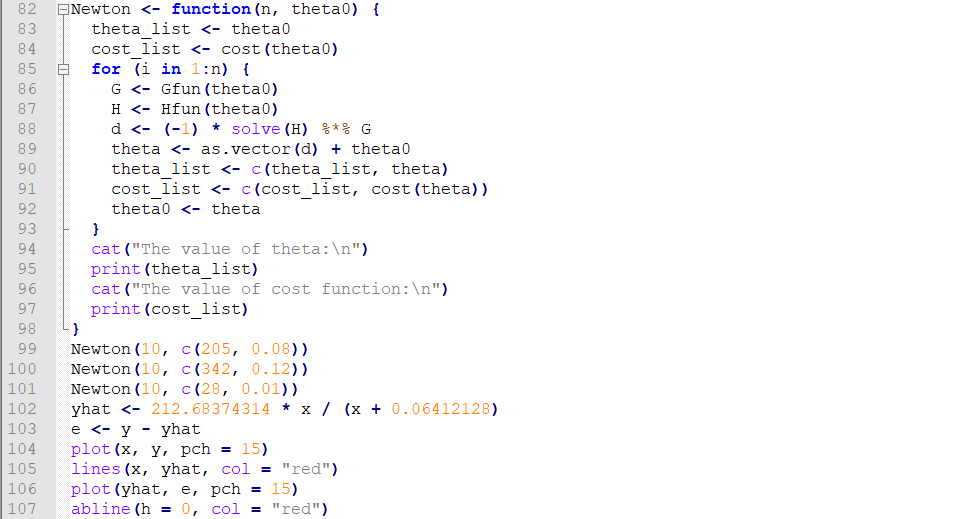 82 Newton <- function(n, theta0) {
83   theta_list <- theta0
84   cost_list <- cost(theta0)
85   for (i in 1:n) {
86     G <- Gfun(theta0)
87     H <- Hfun(theta0)
88     d <- (-1) * solve(H) %*% G
89     theta <- as.vector(d) + theta0
90     theta_list <- c(theta_list, theta)
91     cost_list <- c(cost_list, cost(theta))
92     theta0 <- theta
93   }
94   cat("The value of theta:\n")
95   print(theta_list)
96   cat("The value of cost function:\n")
97   print(cost_list)
98 }
99 Newton(10, c(205, 0.08))
100 Newton(10, c(342, 0.12))
101 Newton(10, c(28, 0.01))
102 yhat <- 212.68374314 * x / (x + 0.06412128)
103 e <- y - yhat
104 plot(x, y, pch = 15)
105 lines(x, yhat, col = "red")
106 plot(yhat, e, pch = 15)
107 abline(h = 0, col = "red")